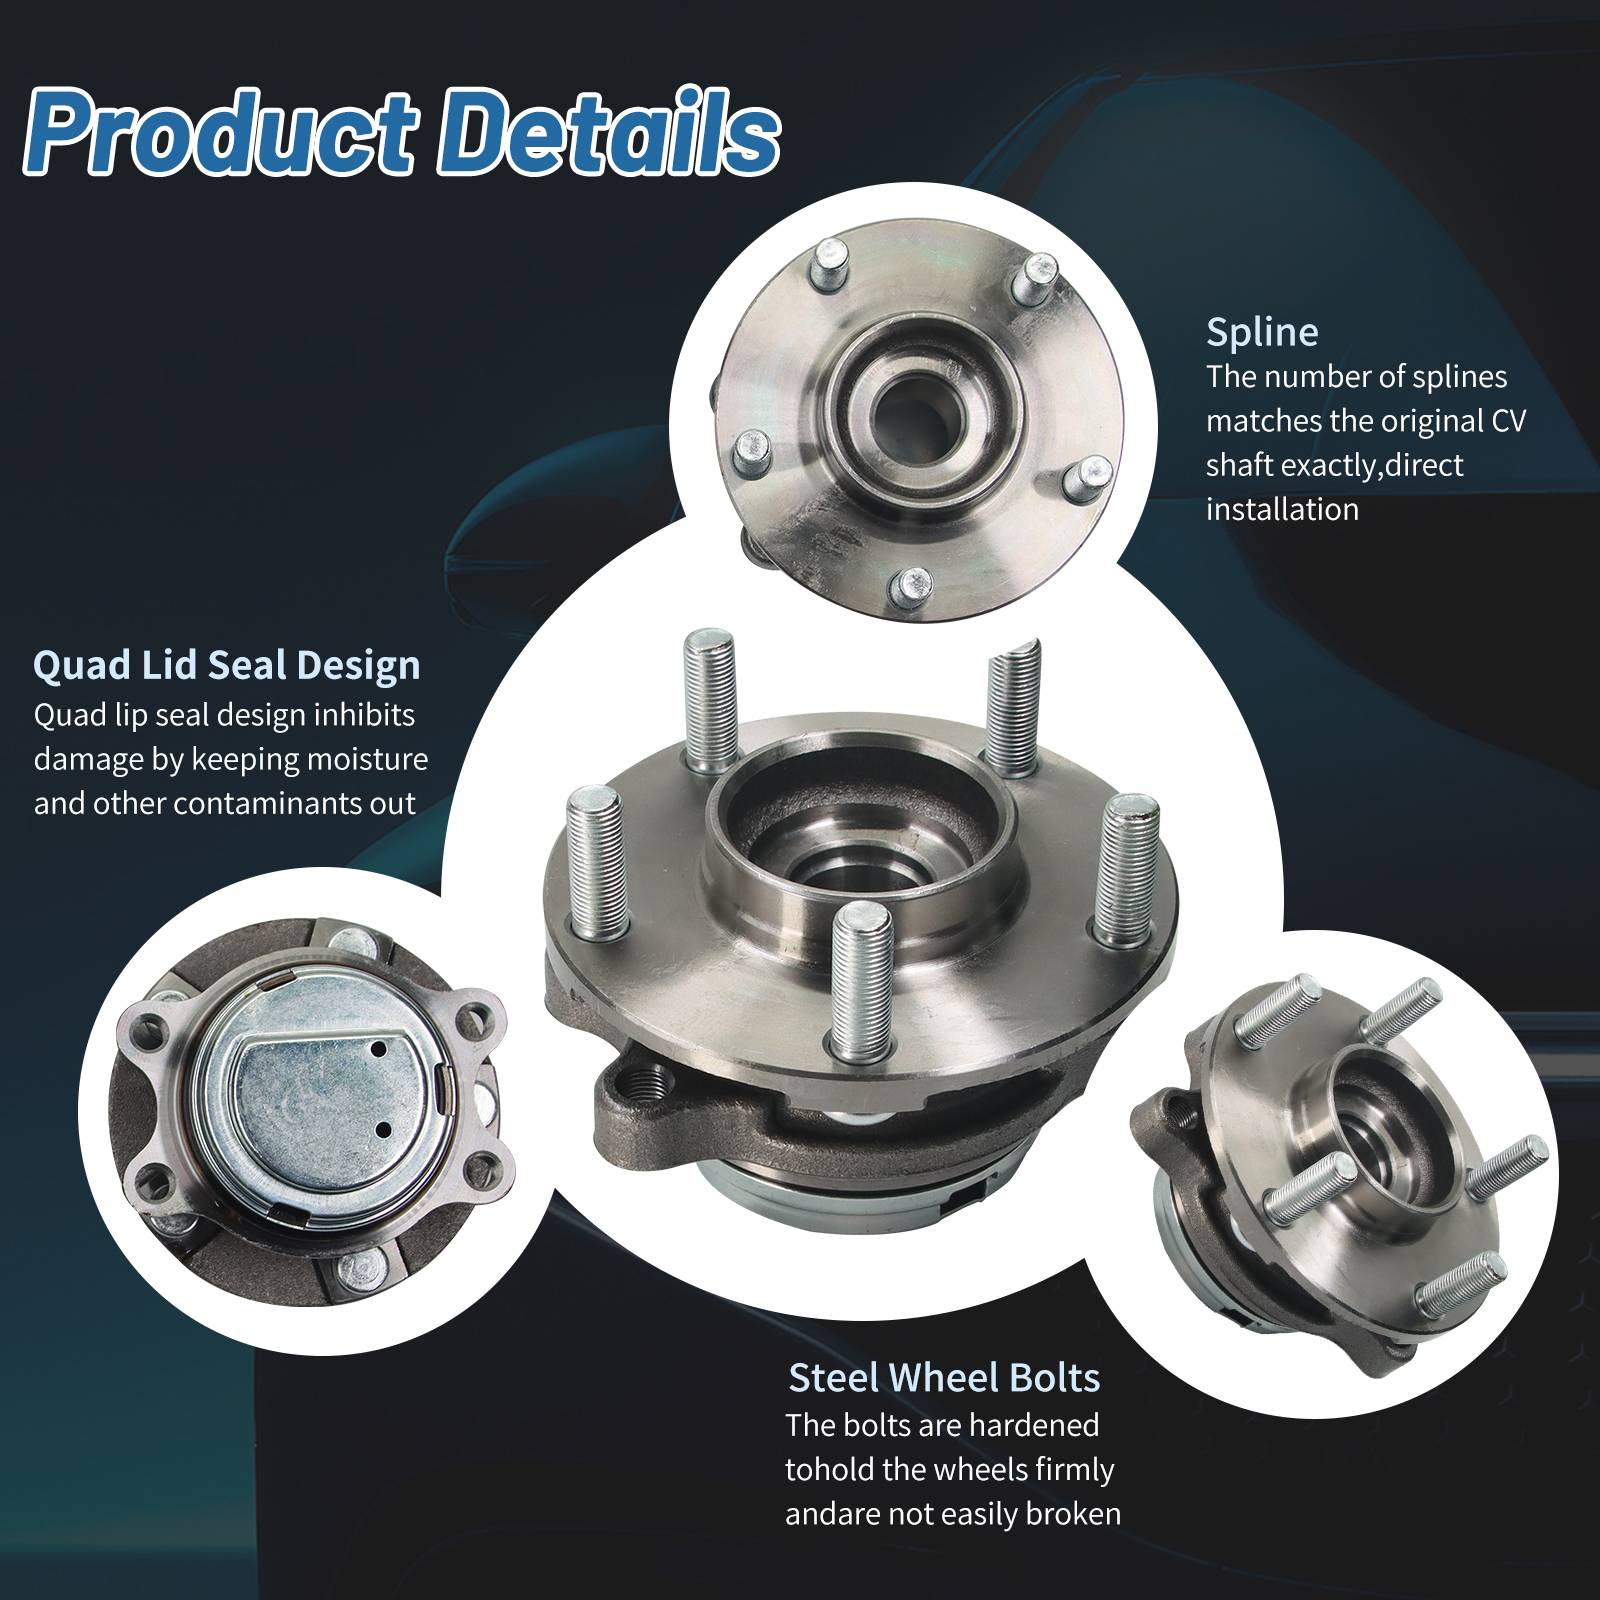 Product Details
Spline
The number of splines
matches the original CV
shaft exactly,direct
installation
Quad Lid Seal Design
Quad lip seal design inhibits
damage by keeping moisture
and other contaminants out
Steel Wheel Bolts
The bolts are hardened
tohold the wheels firmly
andare not easily broken